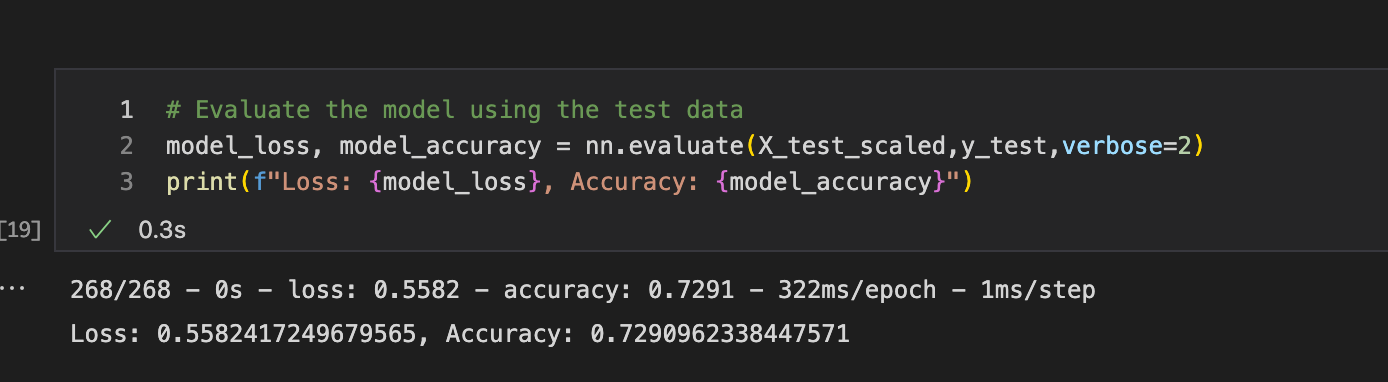 1 # Evaluate the model using the test data
2 model_loss, model_accuracy = nn.evaluate(X_test_scaled,y_test,verbose=2)
3 print(f"Loss: {model_loss}, Accuracy: {model_accuracy}")
[19] ✓ 0.3s
... 268/268 - 0s - loss: 0.5582 - accuracy: 0.7291 - 322ms/epoch - 1ms/step
Loss: 0.5582417249679565, Accuracy: 0.7290962338447571